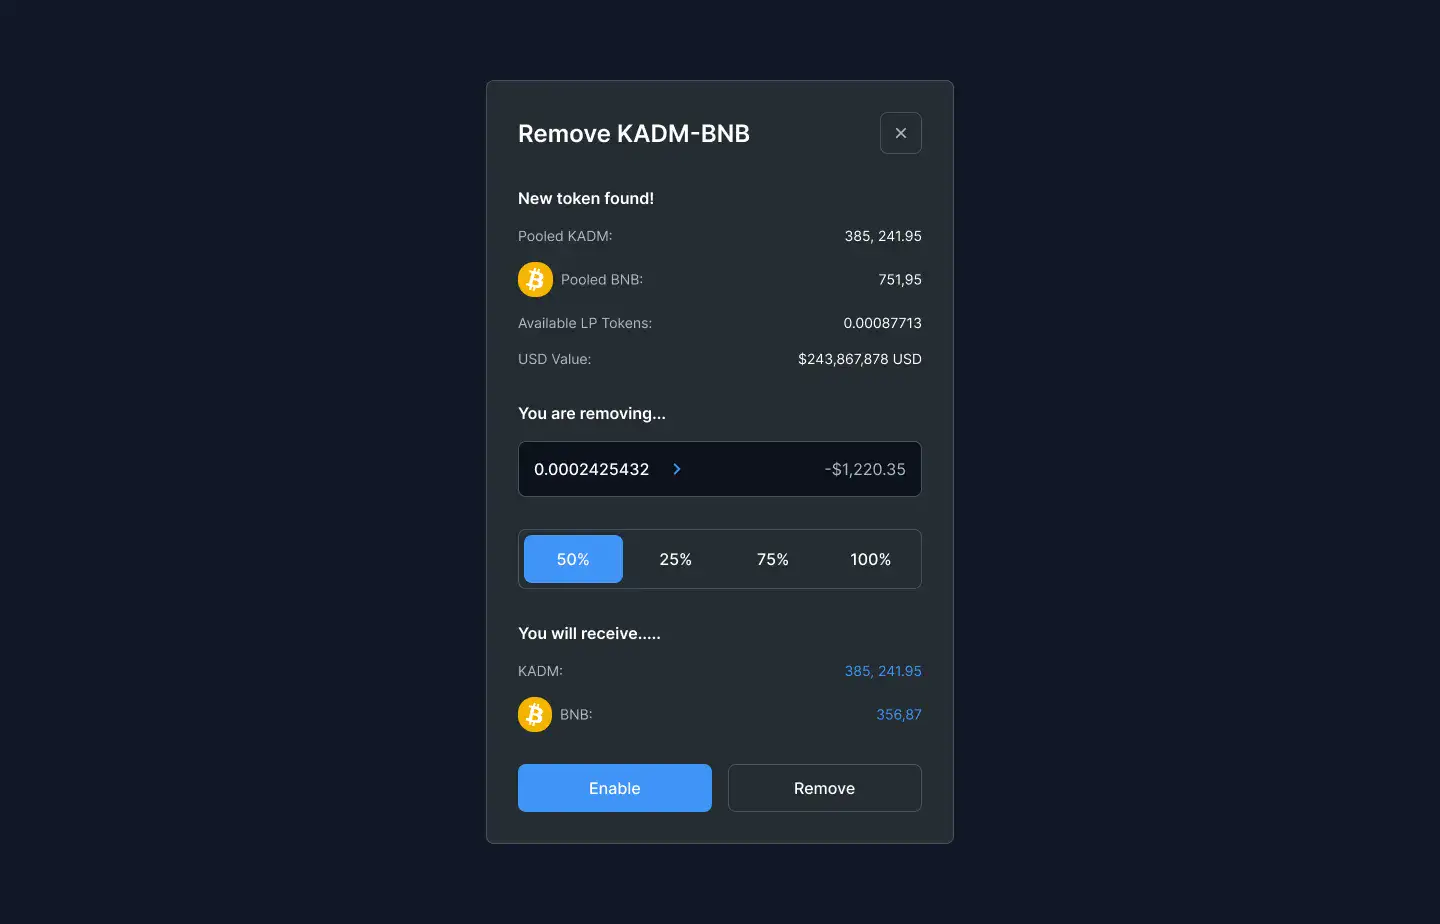 Remove KADM-BNB
New token found!
Pooled KADM: 385, 241.95
Pooled BNB: 751,95
Available LP Tokens: 0.00087713
USD Value: $243,867,878 USD
You are removing...
0.0002425432 > -$1,220.35
50% 25% 75% 100%
You will receive.....
KADM: 385, 241.95
BNB: 356,87
Enable Remove